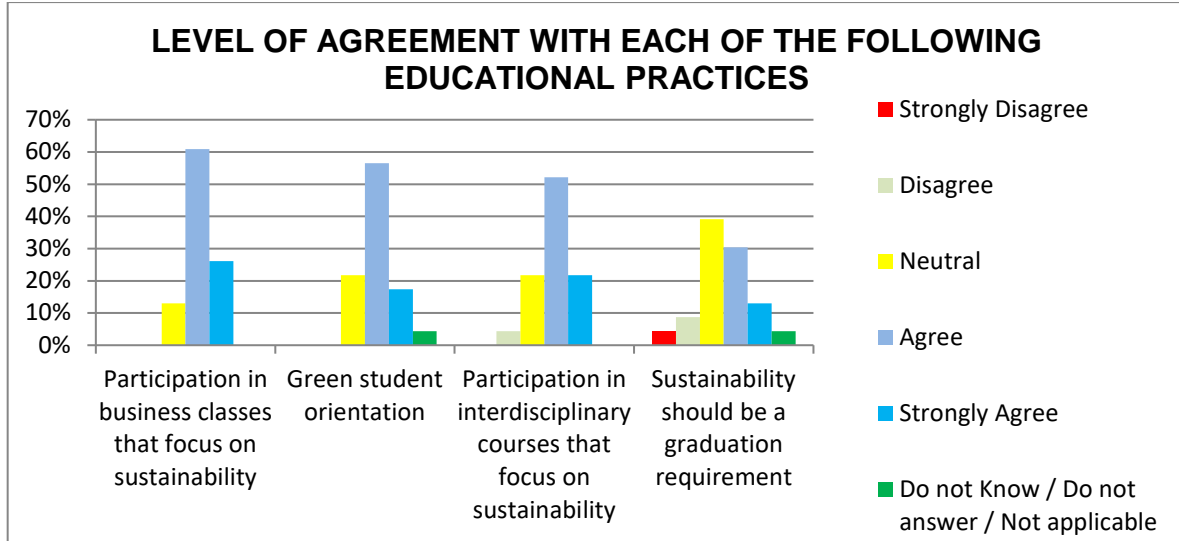 LEVEL OF AGREEMENT WITH EACH OF THE FOLLOWING
EDUCATIONAL PRACTICES
70%
60%
50%
40%
30%
20%
10%
0%
Participation in
business classes
that focus on
sustainability
Green student
orientation
Participation in
interdisciplinary
courses that
focus on
sustainability
Sustainability
should be a
graduation
requirement
Strongly Disagree
Disagree
Neutral
Agree
Strongly Agree
Do not Know / Do not
answer / Not applicable